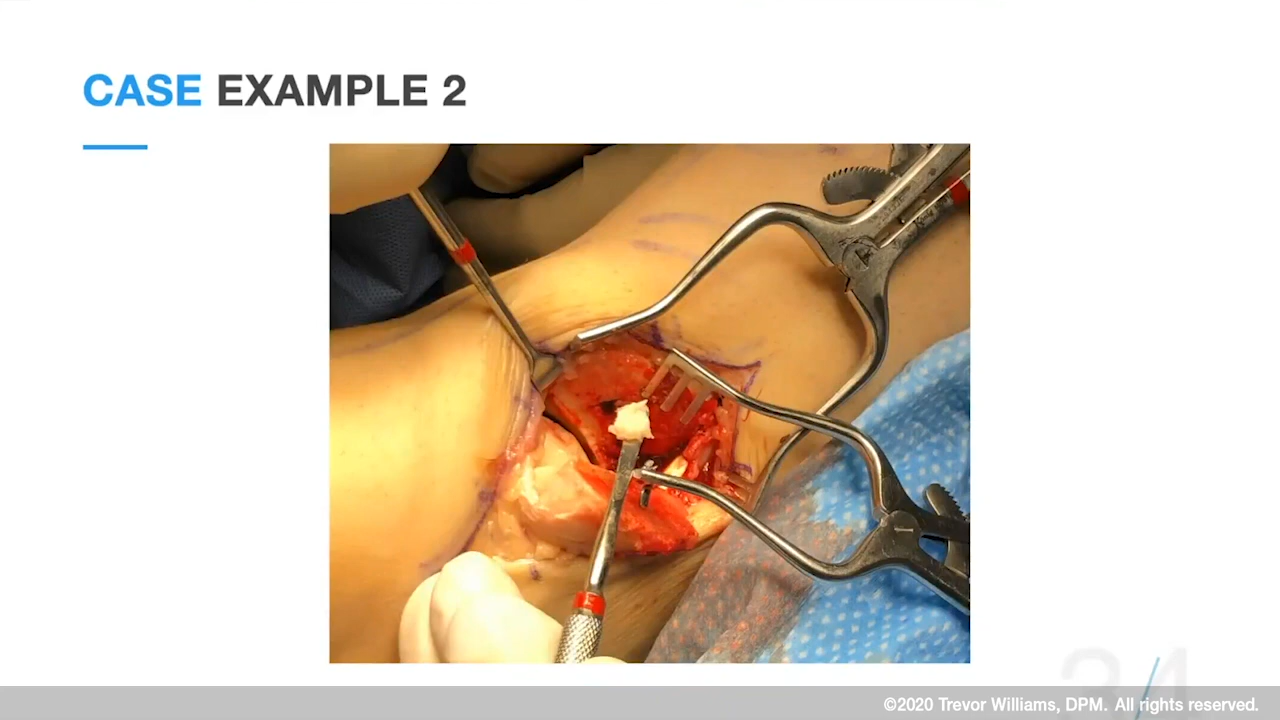 CASE EXAMPLE 2
©2020 Trevor Williams, DPM. All rights reserved.